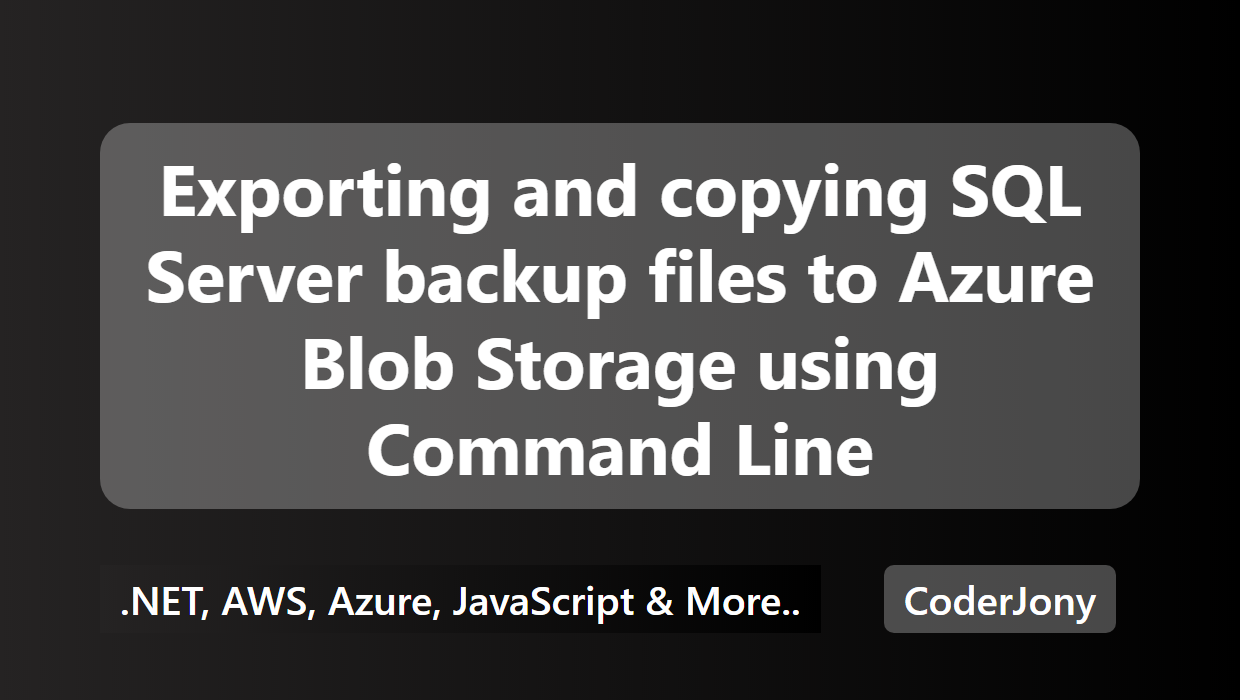 Exporting and copying SQL
Server backup files to Azure
Blob Storage using
Command Line
.NET, AWS, Azure, JavaScript & More..
CoderJony